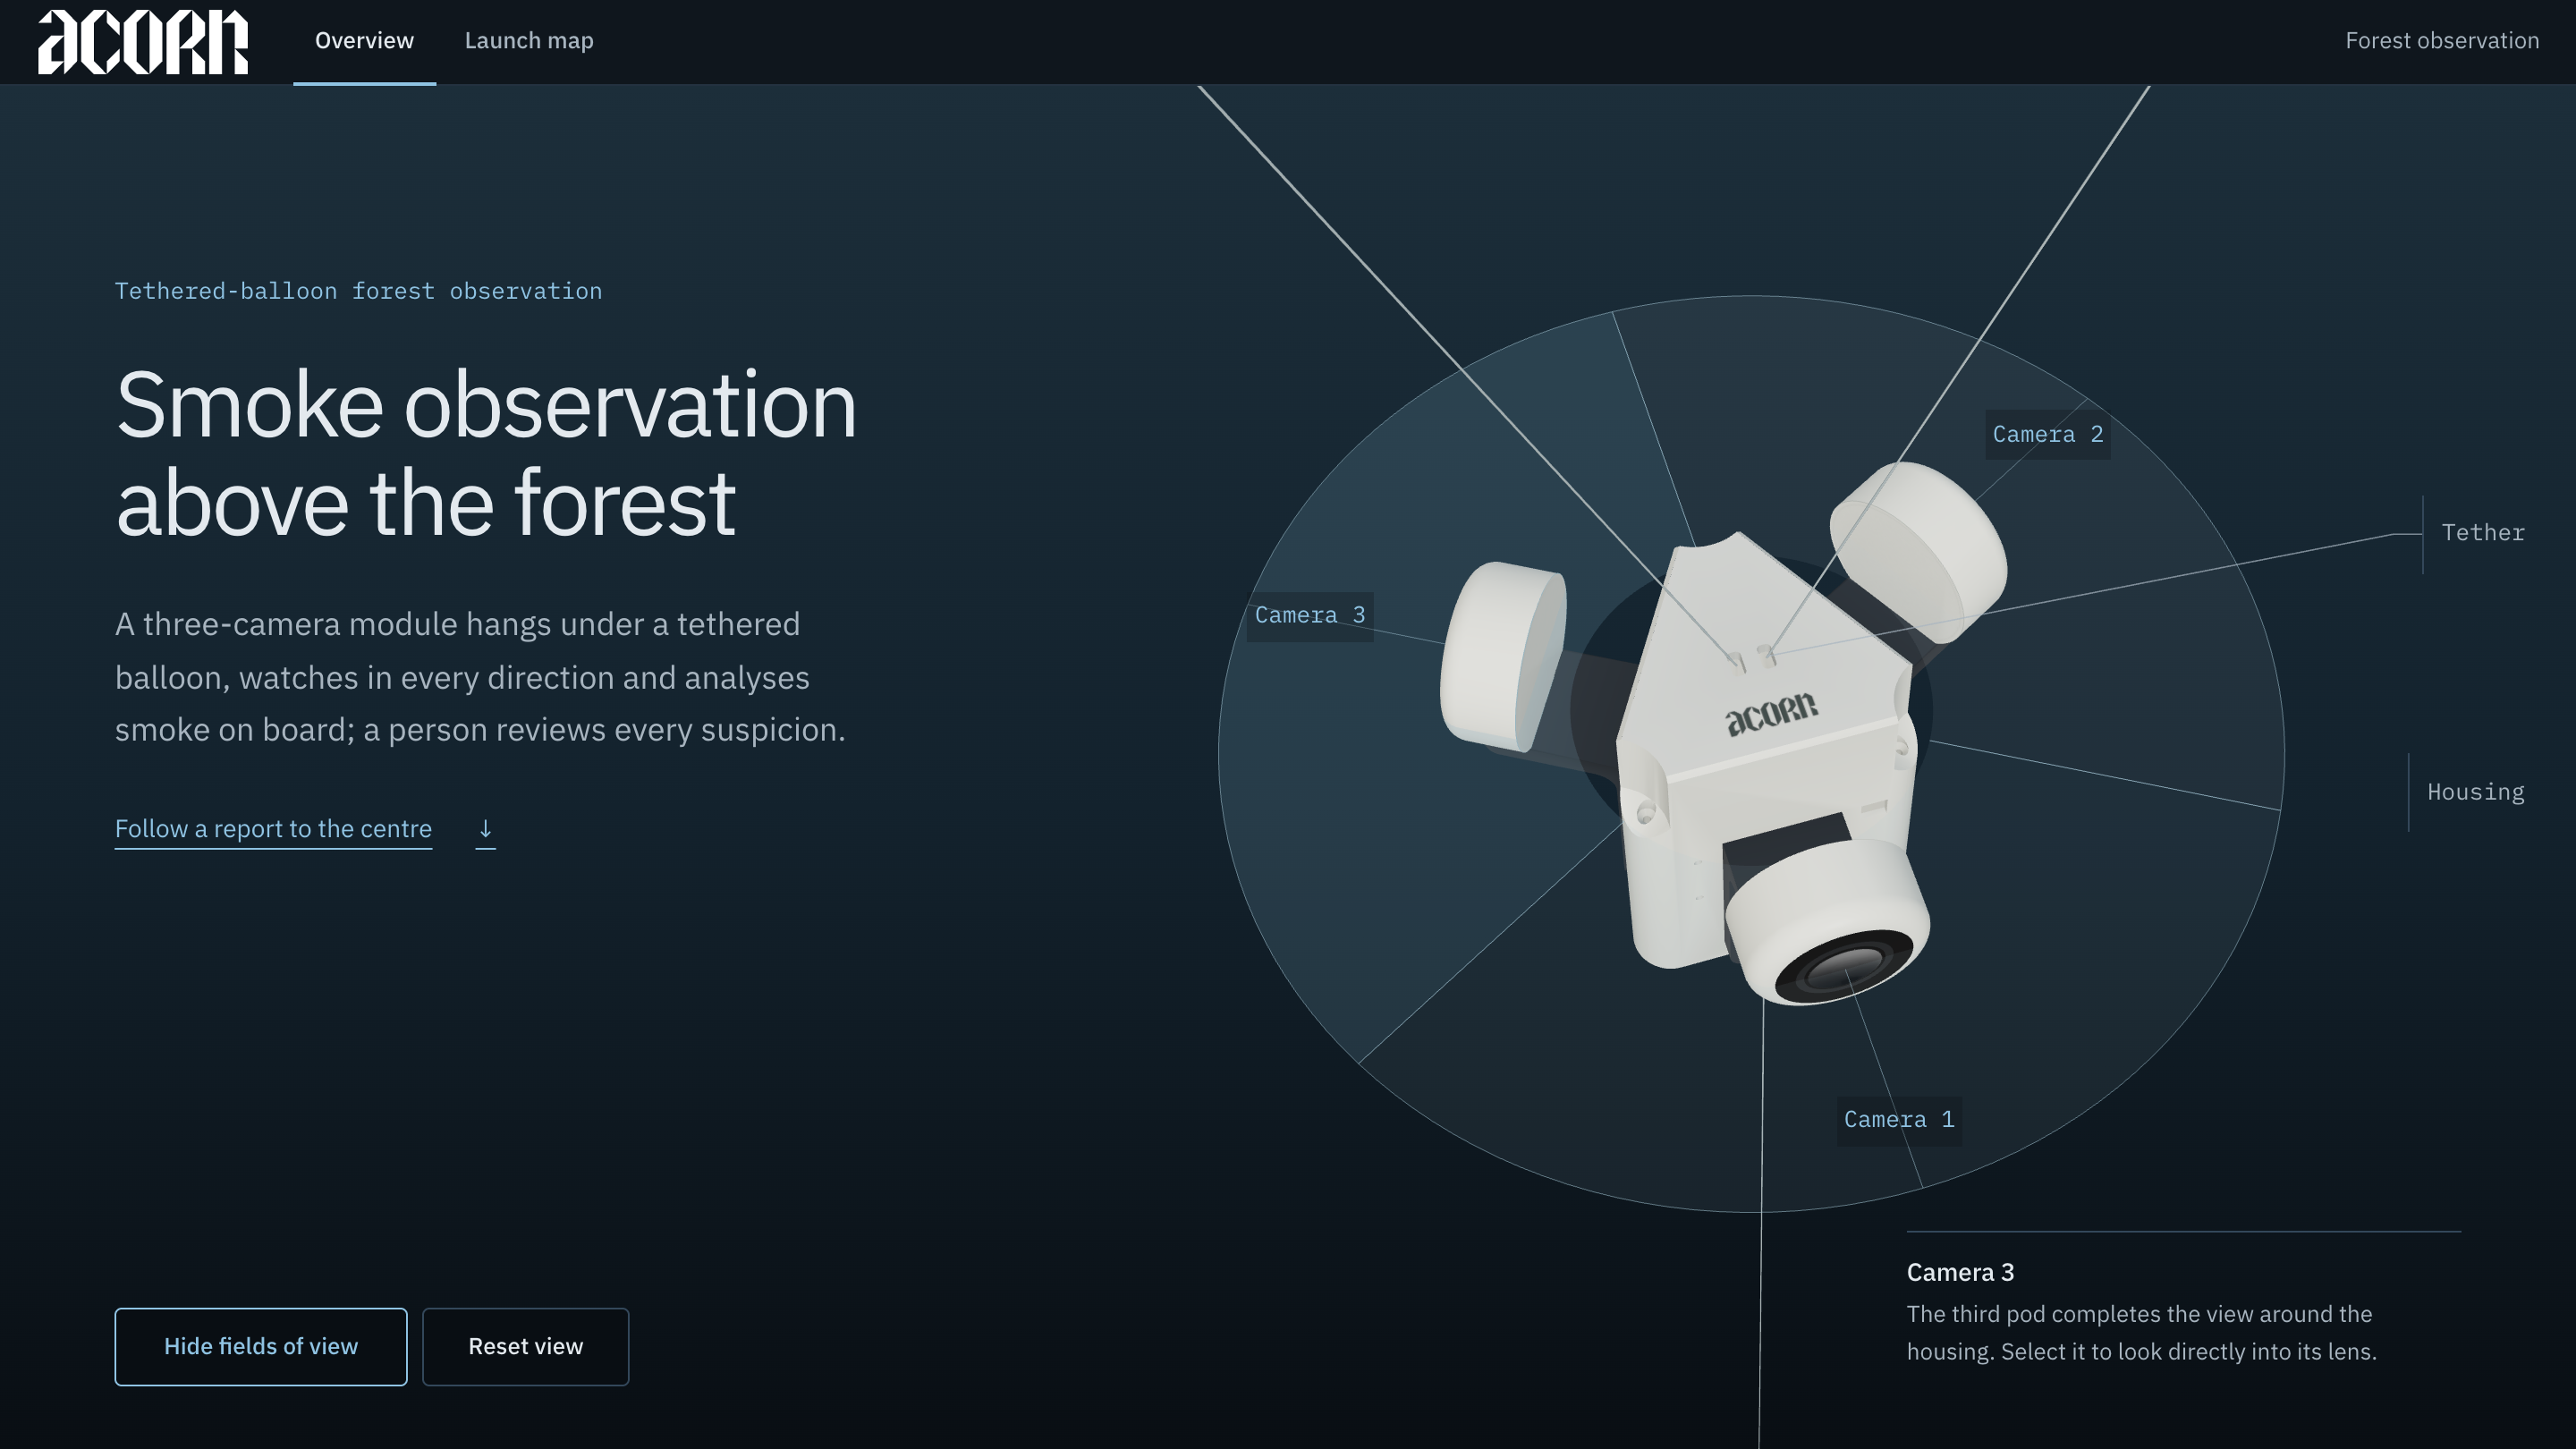 acorn
Overview
Launch map
Forest observation
Tethered-balloon forest observation
Smoke observation
above the forest
A three-camera module hangs under a tethered
balloon, watches in every direction and analyses
smoke on board; a person reviews every suspicion.
Follow a report to the centre ↓
Camera 2
Tether
Camera 3
acorn
Housing
Camera 1
Camera 3
The third pod completes the view around the
housing. Select it to look directly into its lens.
Hide fields of view
Reset view